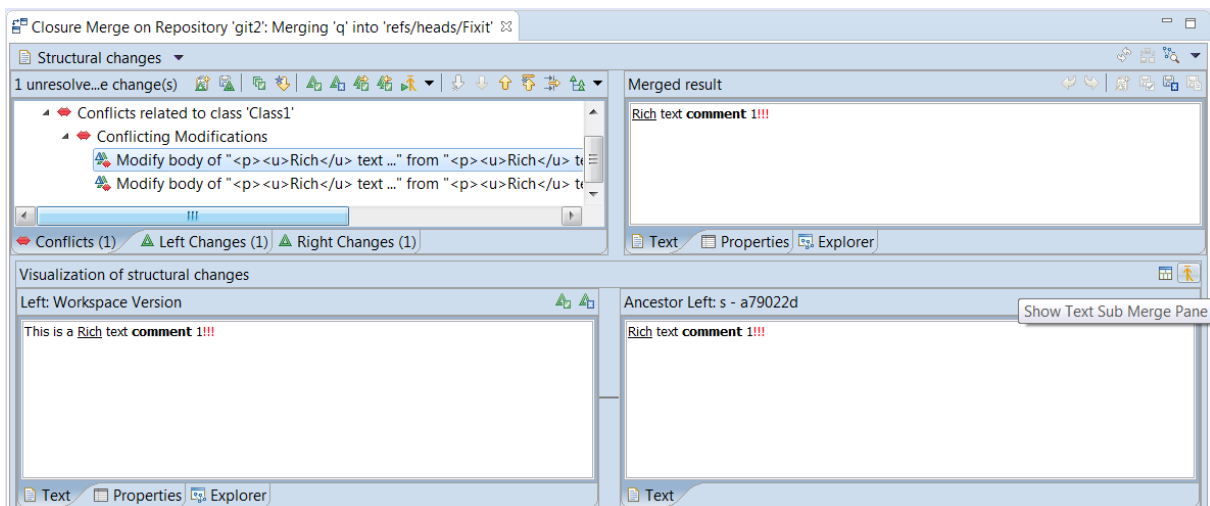 Closure Merge on Repository 'git2': Merging 'q' into 'refs/heads/Fixit'
Structural changes
1 unresolve...e change(s)
Conflicts related to class 'Class1'
Conflicting Modifications
Modify body of "<p><u>Rich</u> text ..." from "<p><u>Rich</u> te
Modify body of "<p><u>Rich</u> text ..." from "<p><u>Rich</u> te
Conflicts (1) Left Changes (1) Right Changes (1)
Merged result
Rich text comment 1!!!
Text Properties Explorer
Visualization of structural changes
Left: Workspace Version
This is a Rich text comment 1!!!
Text Properties Explorer
Ancestor Left: s - a79022d
Show Text Sub Merge Pane
Rich text comment 1!!!
Text